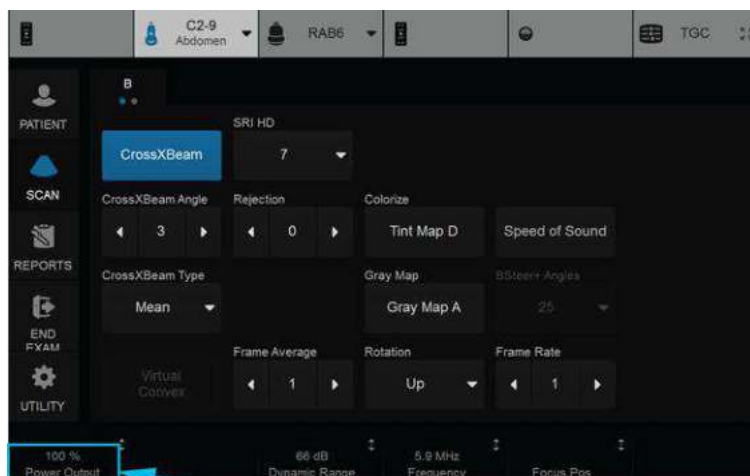 C2-9
Abdomen
RAB6
TGC
PATIENT
SCAN
REPORTS
END
EXAM
UTILITY
B
SRI HD
CrossXBeam
7
CrossXBeam Angle
Rejection
Colorize
3
0
Tint Map D
Speed of Sound
CrossXBeam Type
Gray Map
BSteer+ Angles
Mean
Gray Map A
25
Frame Average
Rotation
Frame Rate
Virtual
Convex
1
Up
1
100 %
66 dB
5.9 MHz
Power Output
Dynamic Range
Frequency
Focus Pos